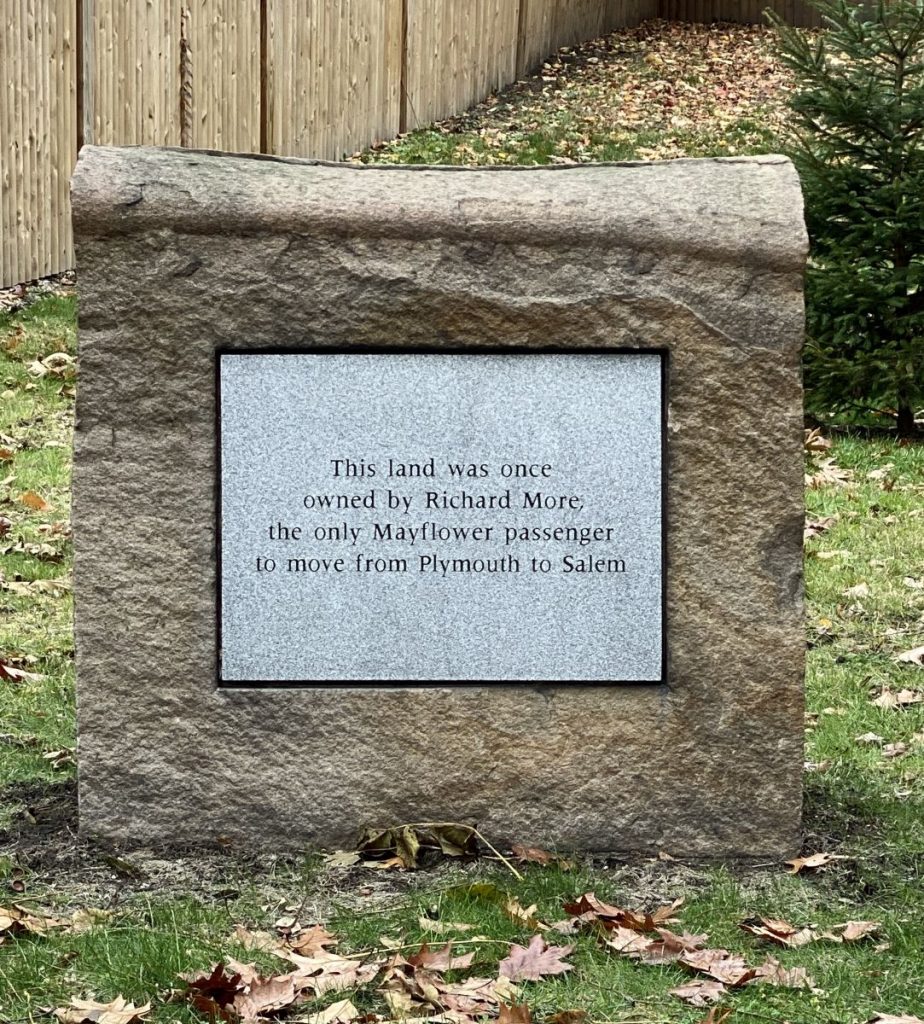 This land was once
owned by Richard More,
the only Mayflower passenger
to move from Plymouth to Salem